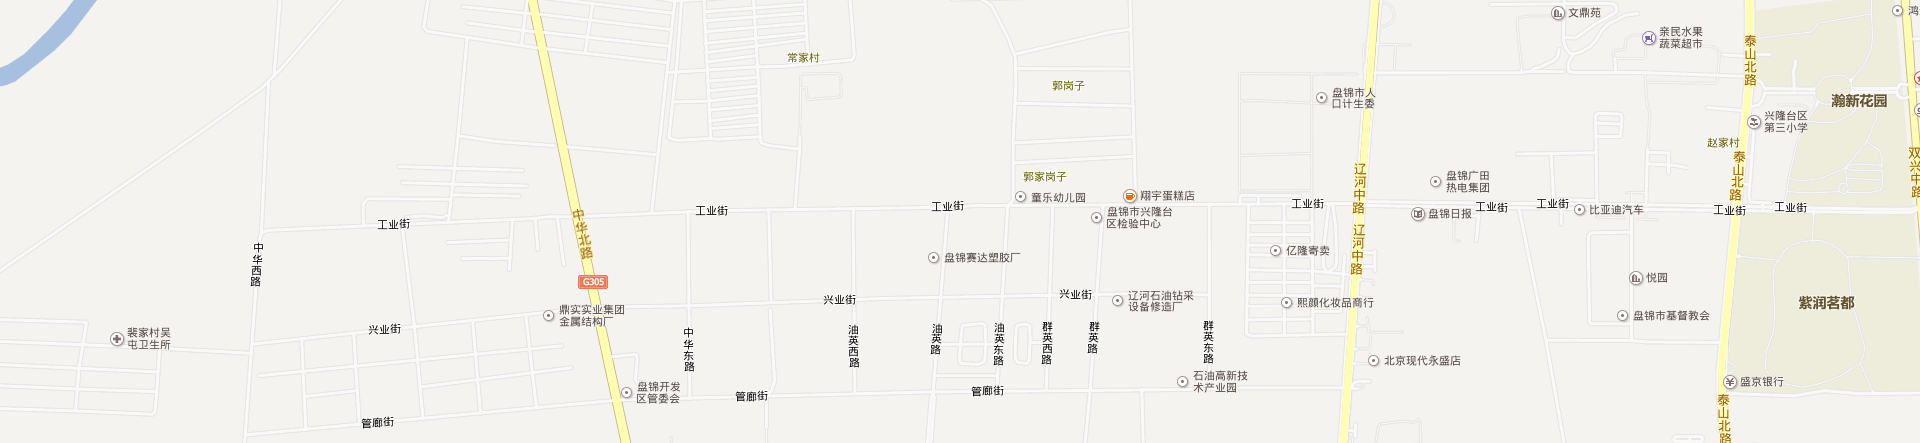 文鼎苑
鸿
亲民水果
蔬菜超市
泰山北路
常家村
郭岗子
盘锦市人
口计生委
瀚新花园
兴隆台区
第三小学
赵家村
双兴中路
泰山北路
郭家岗子
童乐幼儿园
翔宇蛋糕店
辽河中路
盘锦广田
热电集团
工业街
工业街
工业街
工业街
工业街
工业街
工业街
工业街
盘锦市兴隆台
区检验中心
盘锦日报
比亚迪汽车
中华北路
中华西路
辽河中路
盘锦赛达塑胶厂
亿隆寄卖
悦园
G305
兴业街
兴业街
辽河石油钻采
设备修造厂
熙颜化妆品商行
紫润茗都
鼎实实业集团
金属结构厂
盘锦市基督教会
兴业街
裴家村吴
屯卫生所
中华东路
油英西路
油英路
油英东路
群英西路
群英路
群英东路
北京现代永盛店
石油高新技
术产业园
盛京银行
盘锦开发
区管委会
管廊街
管廊街
管廊街
泰山北路